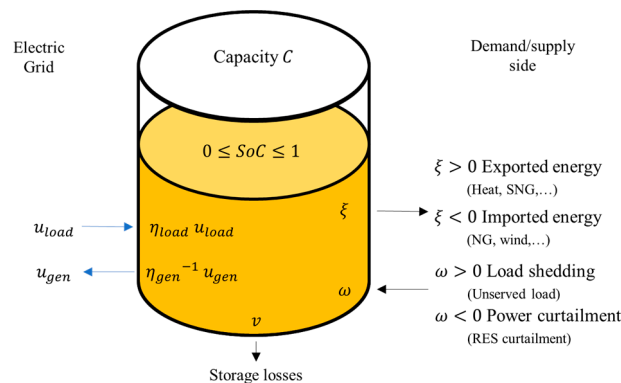 Electric
Grid
Capacity C
Demand/supply
side
0 ≤ SoC ≤ 1
ξ > 0 Exported energy
(Heat, SNG,…)
ξ
ξ < 0 Imported energy
(NG, wind,…)
u_load
η_load u_load
u_gen
η_gen⁻¹ u_gen
ω > 0 Load shedding
(Unserved load)
ω
ω < 0 Power curtailment
(RES curtailment)
v
Storage losses